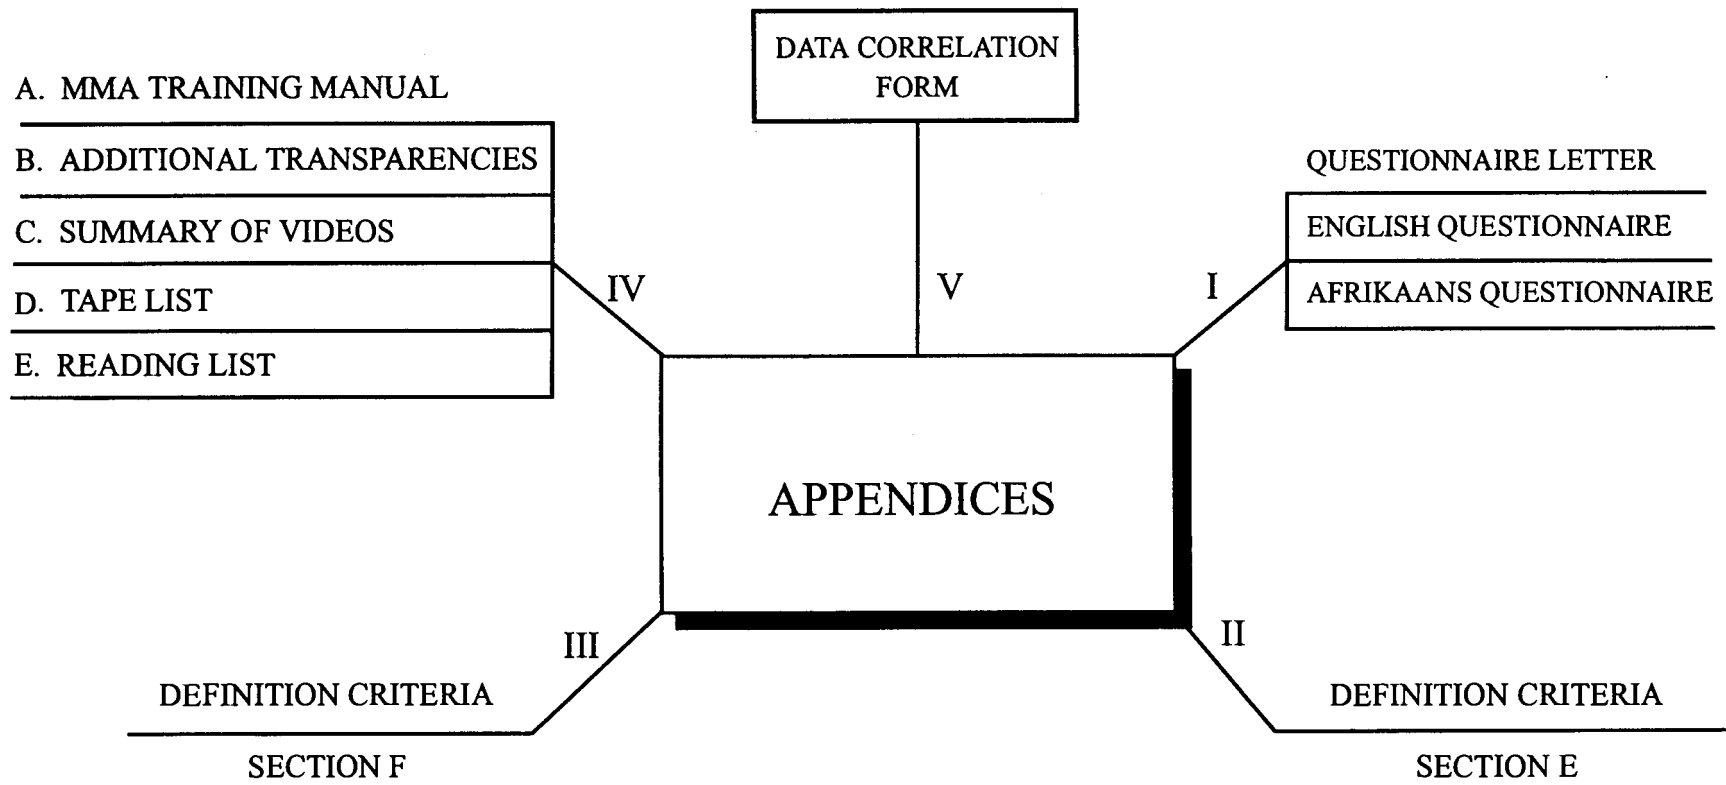 DATA CORRELATION
FORM
A. MMA TRAINING MANUAL
B. ADDITIONAL TRANSPARENCIES
C. SUMMARY OF VIDEOS
D. TAPE LIST
E. READING LIST
IV
V
I
QUESTIONNAIRE LETTER
ENGLISH QUESTIONNAIRE
AFRIKAANS QUESTIONNAIRE
APPENDICES
III
DEFINITION CRITERIA
SECTION F
II
DEFINITION CRITERIA
SECTION E